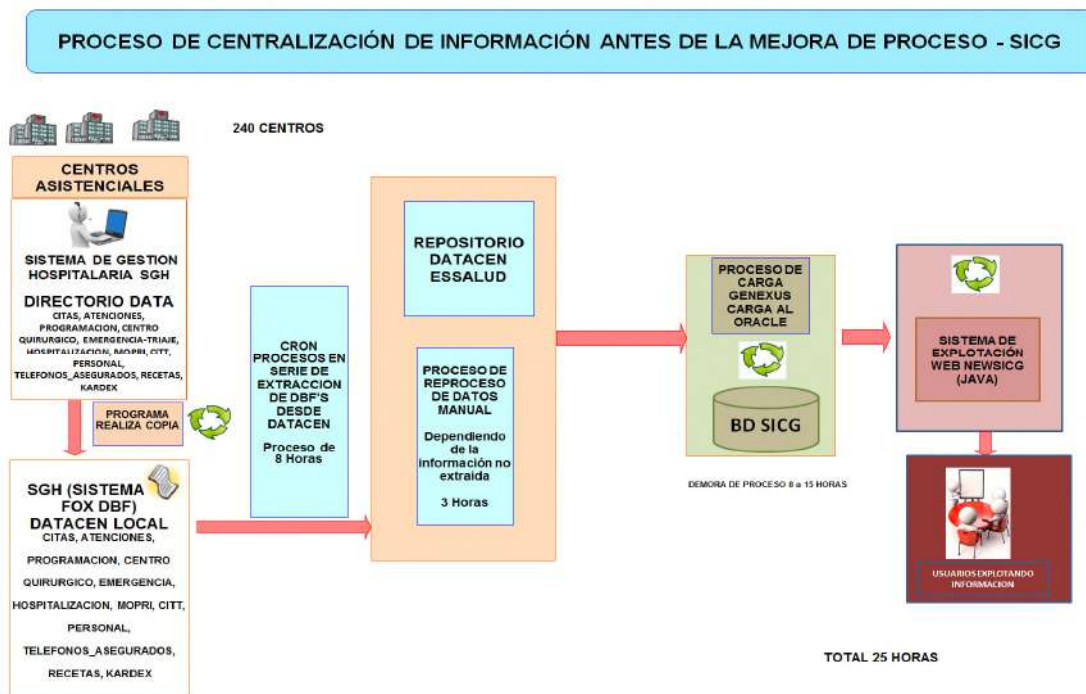 PROCESO DE CENTRALIZACIÓN DE INFORMACIÓN ANTES DE LA MEJORA DE PROCESO - SICG
240 CENTROS
CENTROS
ASISTENCIALES
SISTEMA DE GESTION
HOSPITALARIA SGH
DIRECTORIO DATA
CITAS, ATENCIONES,
PROGRAMACION, CENTRO
QUIRURGICO, EMERGENCIA-TRIAJE,
HOSPITALIZACION, MOPRI, CITT,
PERSONAL,
TELEFONOS_ASEGURADOS, RECETAS,
KARDEX
PROGRAMA
REALIZA COPIA
SGH (SISTEMA
FOX DBF)
DATACEN LOCAL
CITAS, ATENCIONES,
PROGRAMACION, CENTRO
QUIRURGICO, EMERGENCIA,
HOSPITALIZACION, MOPRI, CITT,
PERSONAL,
TELEFONOS_ASEGURADOS,
RECETAS, KARDEX
CRON
PROCESOS EN
SERIE DE
EXTRACCION
DE DBF'S
DESDE
DATACEN
Proceso de
8 Horas
REPOSITORIO
DATACEN
ESSALUD
PROCESO DE
REPROCESO
DE DATOS
MANUAL
Dependiendo
de la
información no
extraida
3 Horas
PROCESO DE
CARGA
GENEXUS
CARGA AL
ORACLE
BD SICG
DEMORA DE PROCESO 8 a 15 HORAS
SISTEMA DE
EXPLOTACIÓN
WEB NEWSICG
(JAVA)
USUARIOS EXPLOTANDO
INFORMACION
TOTAL 25 HORAS